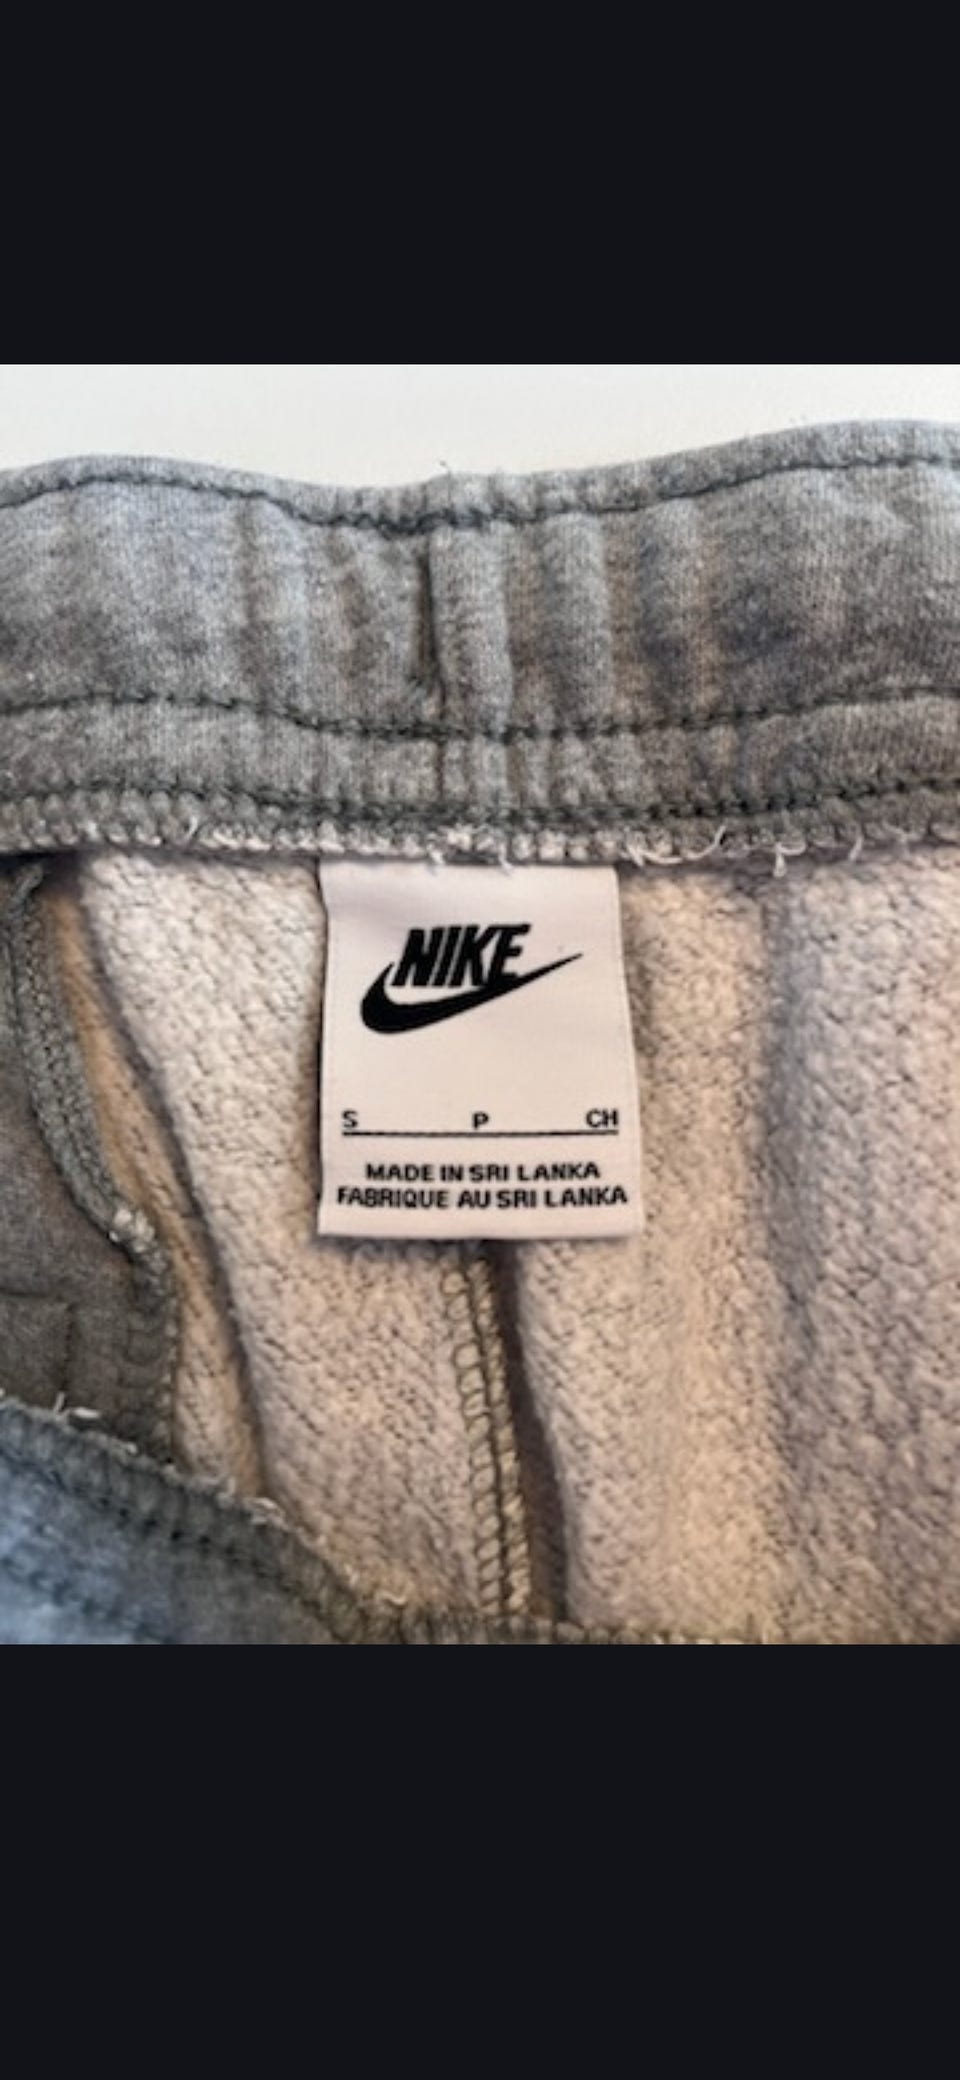 NIKE
S P CH
MADE IN SRI LANKA
FABRIQUE AU SRI LANKA